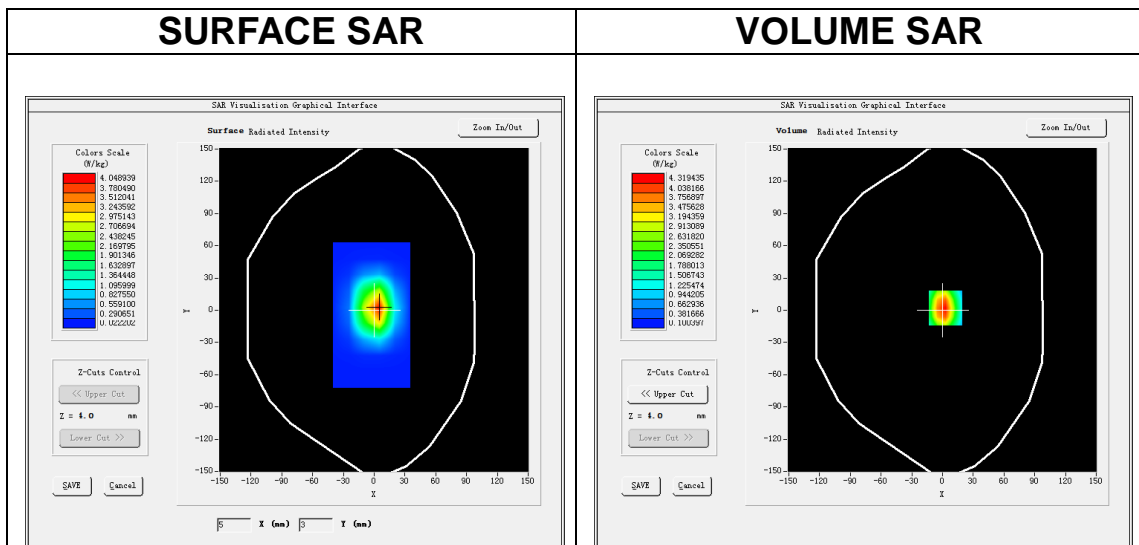 SURFACE SAR
VOLUME SAR
SAR Visualisation Graphical Interface
Surface Radiated Intensity
Zoom In/Out
Colors Scale
(W/kg)
4.048939
3.780490
3.512041
3.243592
2.975143
2.706694
2.438245
2.169795
1.901346
1.632897
1.364448
1.095999
0.827550
0.559100
0.290651
0.022202
150
120
90
60
30
0
-30
-60
-90
-120
-150
Y
-150 -120 -90 -60 -30 0 30 60 90 120 150
X
Z-Cuts Control
<< Upper Cut
Z = 4.0 mm
Lower Cut >>
SAVE Cancel
5 X (mm) 3 Y (mm)
SAR Visualisation Graphical Interface
Volume Radiated Intensity
Zoom In/Out
Colors Scale
(W/kg)
4.319435
4.038166
3.756897
3.475628
3.194359
2.913089
2.631820
2.350551
2.069282
1.788013
1.506743
1.225474
0.944205
0.662936
0.381666
0.100397
150
120
90
60
30
0
-30
-60
-90
-120
-150
Y
-150 -120 -90 -60 -30 0 30 60 90 120 150
X
Z-Cuts Control
<< Upper Cut
Z = 4.0 mm
Lower Cut >>
SAVE Cancel